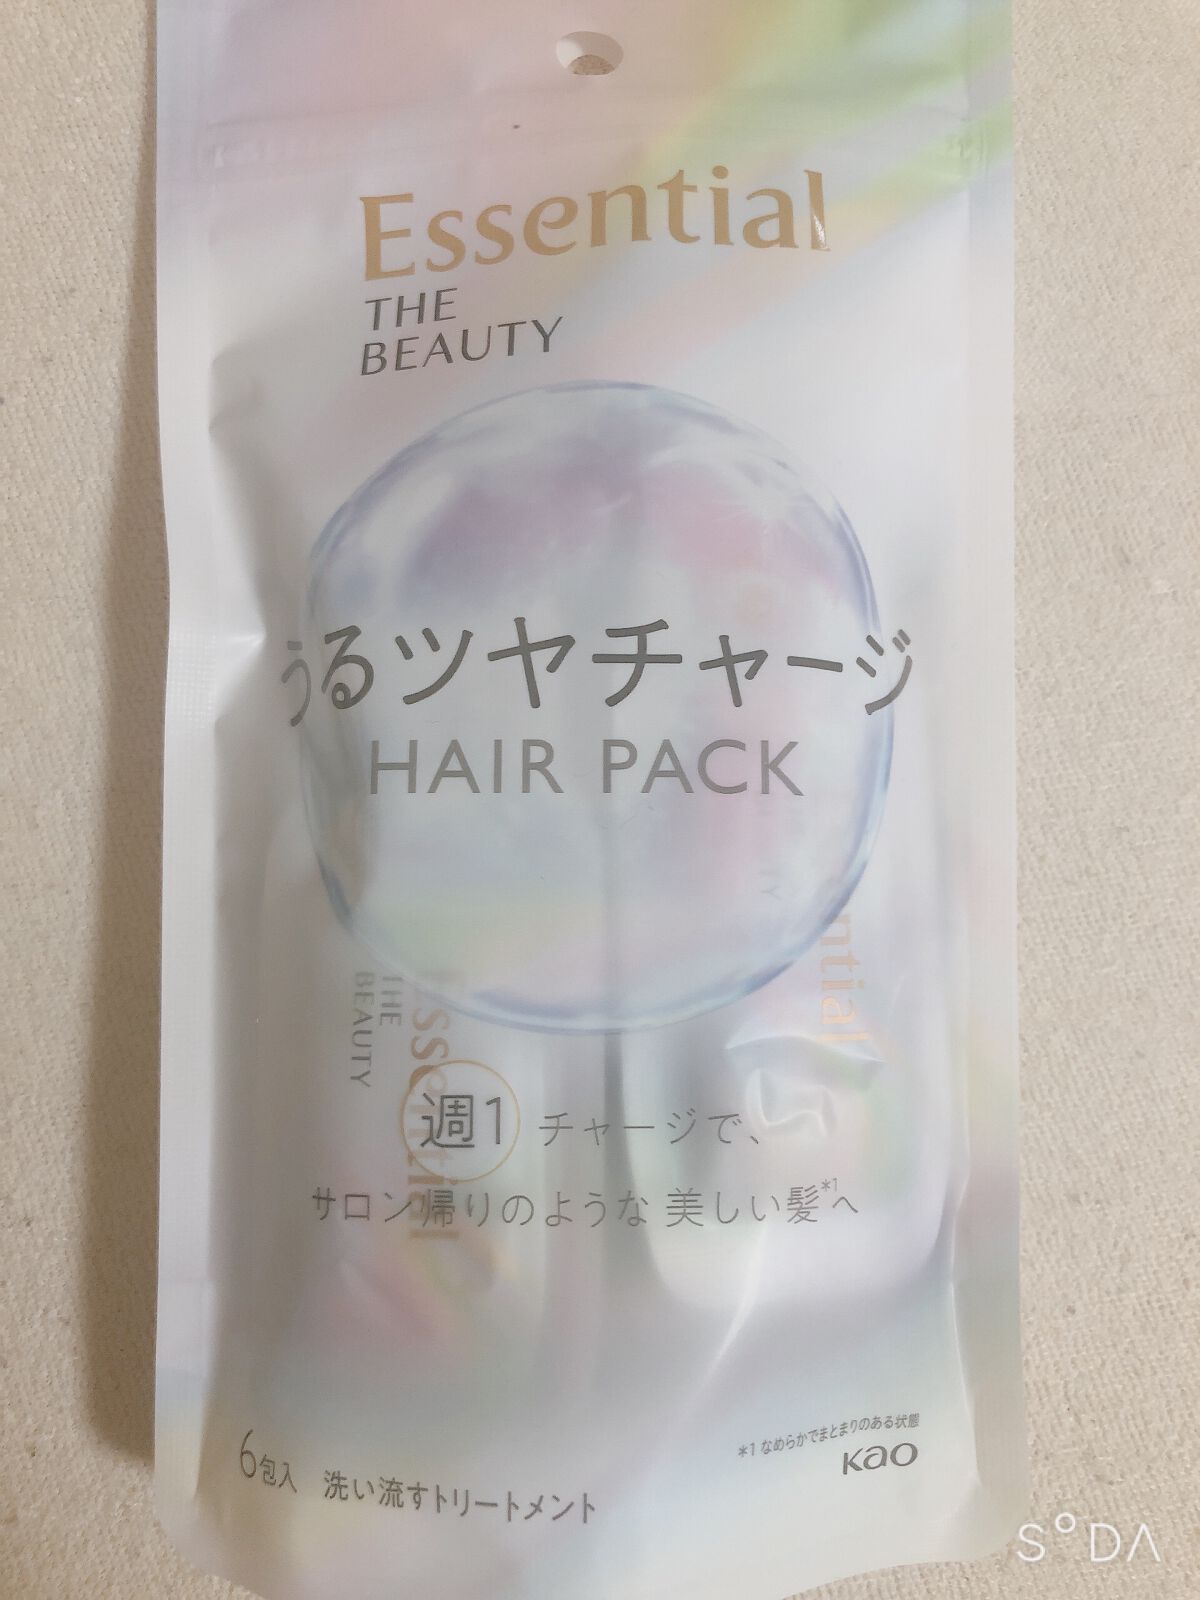 Essential
THE
BEAUTY
うるツヤチャージ
HAIR PACK
ntial
THE
BEAUTY
Essential
週1 チャージで、
サロン帰りのような 美しい髪*1へ
*1 なめらかでまとまりのある状態
Kao
6包入 洗い流すトリートメント
SODA